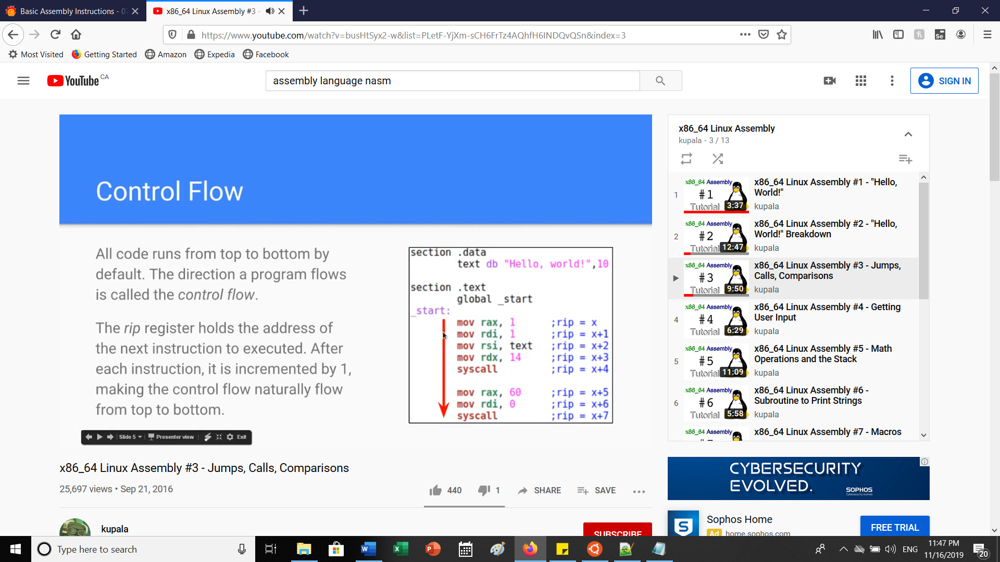 Basic Assembly Instructions - 07
x86_64 Linux Assembly #3 -
https://www.youtube.com/watch?v=busHtSyx2-w&list=PLetF-YjXm-sCH6FrTz4AQhfH6INDQvQSn&index=3
Most Visited Getting Started Amazon Expedia Facebook
YouTube CA
assembly language nasm
SIGN IN
Control Flow
All code runs from top to bottom by
default. The direction a program flows
is called the control flow.
The rip register holds the address of
the next instruction to executed. After
each instruction, it is incremented by 1,
making the control flow naturally flow
from top to bottom.
section .data
text db "Hello, world!",10
section .text
global _start
_start:
mov rax, 1 ;rip = x
mov rdi, 1 ;rip = x+1
mov rsi, text ;rip = x+2
mov rdx, 14 ;rip = x+3
syscall ;rip = x+4
mov rax, 60 ;rip = x+5
mov rdi, 0 ;rip = x+6
syscall ;rip = x+7
Slide 5 Presenter view Exit
x86_64 Linux Assembly #3 - Jumps, Calls, Comparisons
25,697 views • Sep 21, 2016
440 1 SHARE SAVE
kupala
SUBSCRIBE
x86_64 Linux Assembly
kupala - 3 / 13
1
x86_64 Assembly
#1
Tutorial 3:37
x86_64 Linux Assembly #1 - "Hello,
World!"
kupala
2
x86_64 Assembly
#2
Tutorial 12:47
x86_64 Linux Assembly #2 - "Hello,
World!" Breakdown
kupala
x86_64 Assembly
#3
Tutorial 9:50
x86_64 Linux Assembly #3 - Jumps,
Calls, Comparisons
kupala
4
x86_64 Assembly
#4
Tutorial 6:29
x86_64 Linux Assembly #4 - Getting
User Input
kupala
5
x86_64 Assembly
#5
Tutorial 11:09
x86_64 Linux Assembly #5 - Math
Operations and the Stack
kupala
6
x86_64 Assembly
#6
Tutorial 5:58
x86_64 Linux Assembly #6 -
Subroutine to Print Strings
kupala
x86_64 Assembly
x86_64 Linux Assembly #7 - Macros
CYBERSECURITY
EVOLVED.
SOPHOS
Cybersecurity evolved.
Sophos Home
Ad home.sophos.com
FREE TRIAL
Type here to search
ENG
11:47 PM
11/16/2019
20